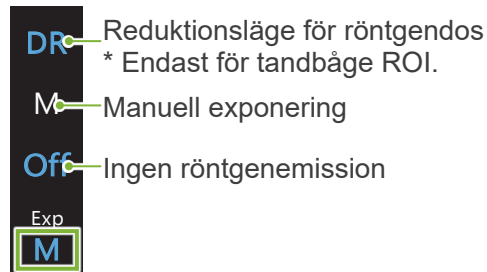 DR Reduktionsläge för röntgendos
* Endast för tandbåge ROI.
M Manuell exponering
Off Ingen röntgenemission
Exp
M